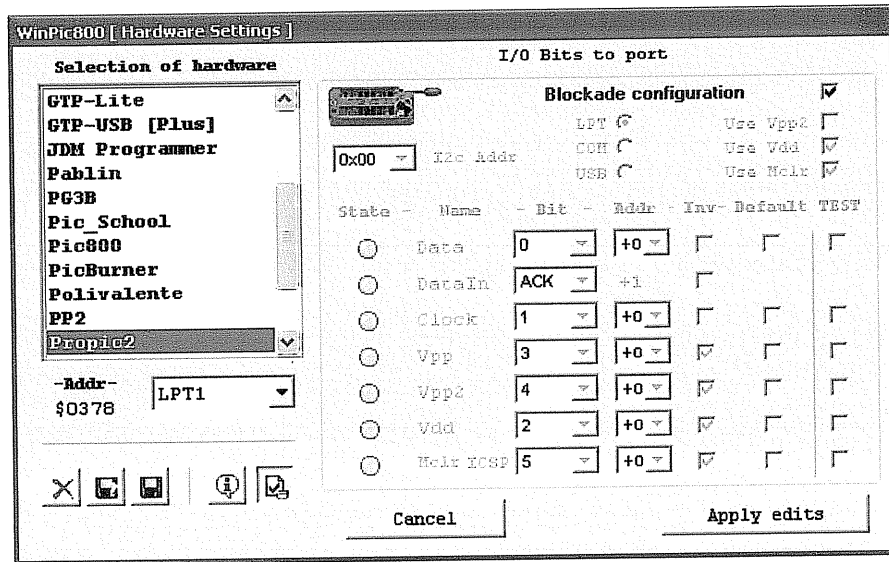 WinPic800 [ Hardware Settings ]
Selection of hardware
GTP-Lite
GTP-USB [Plus]
JDM Programmer
Pablin
PG3B
Pic_School
Pic800
PicBurner
Polivalente
PP2
Propic2
-Addr-
$0378
LPT1
I/O Bits to port
Blockade configuration
LPT
COM
USB
Use Vpp2
Use Vdd
Use Mclr
0x00 I2c Addr
State - Name - Bit - Addr - Inv- Default TEST
Data 0 +0
DataIn ACK +1
Clock 1 +0
Vpp 3 +0
Vpp2 4 +0
Vdd 2 +0
Mclr ICSP 5 +0
Cancel
Apply edits